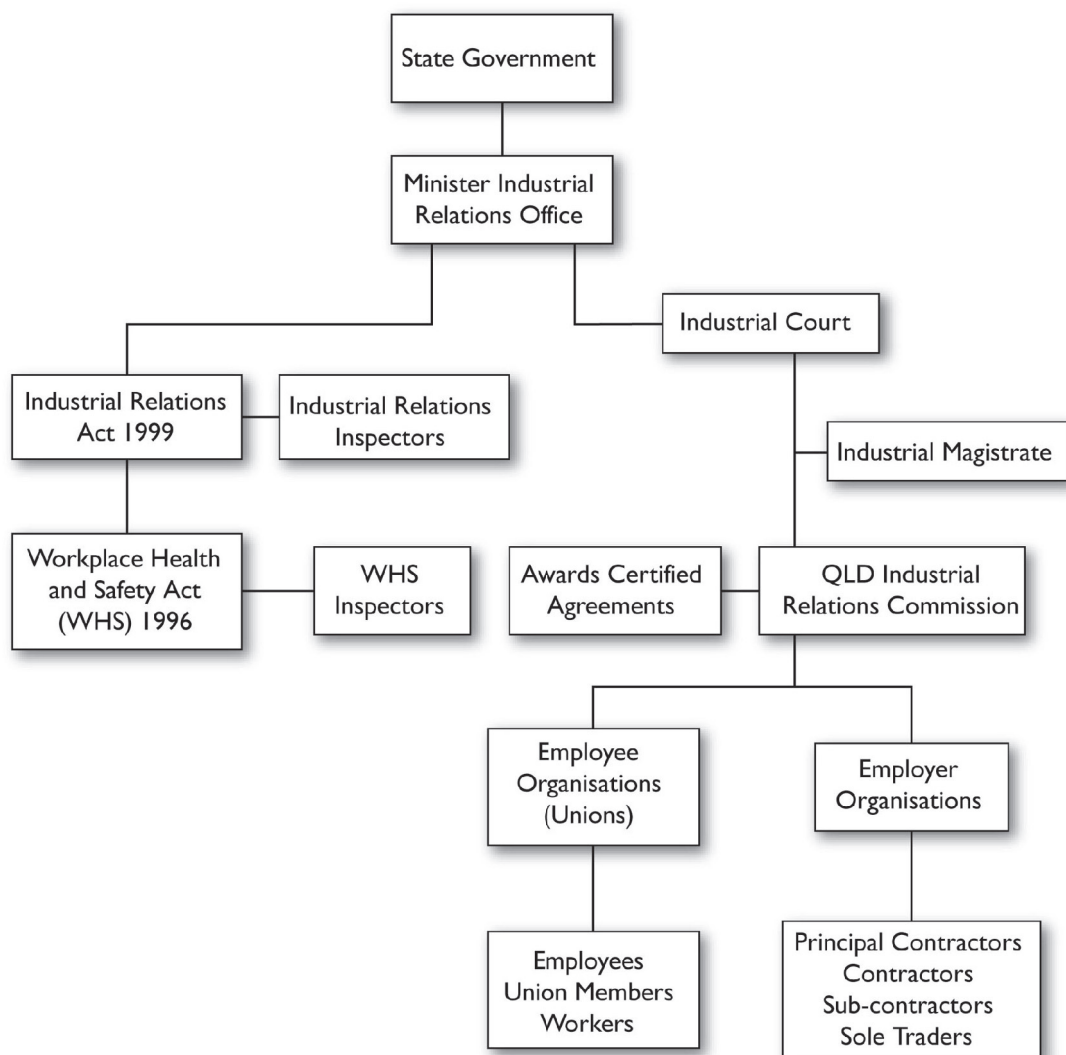 State Government
Minister Industrial
Relations Office
Industrial Court
Industrial Relations
Act 1999
Industrial Relations
Inspectors
Industrial Magistrate
Workplace Health
and Safety Act
(WHS) 1996
WHS
Inspectors
Awards Certified
Agreements
QLD Industrial
Relations Commission
Employee
Organisations
(Unions)
Employer
Organisations
Employees
Union Members
Workers
Principal Contractors
Contractors
Sub-contractors
Sole Traders